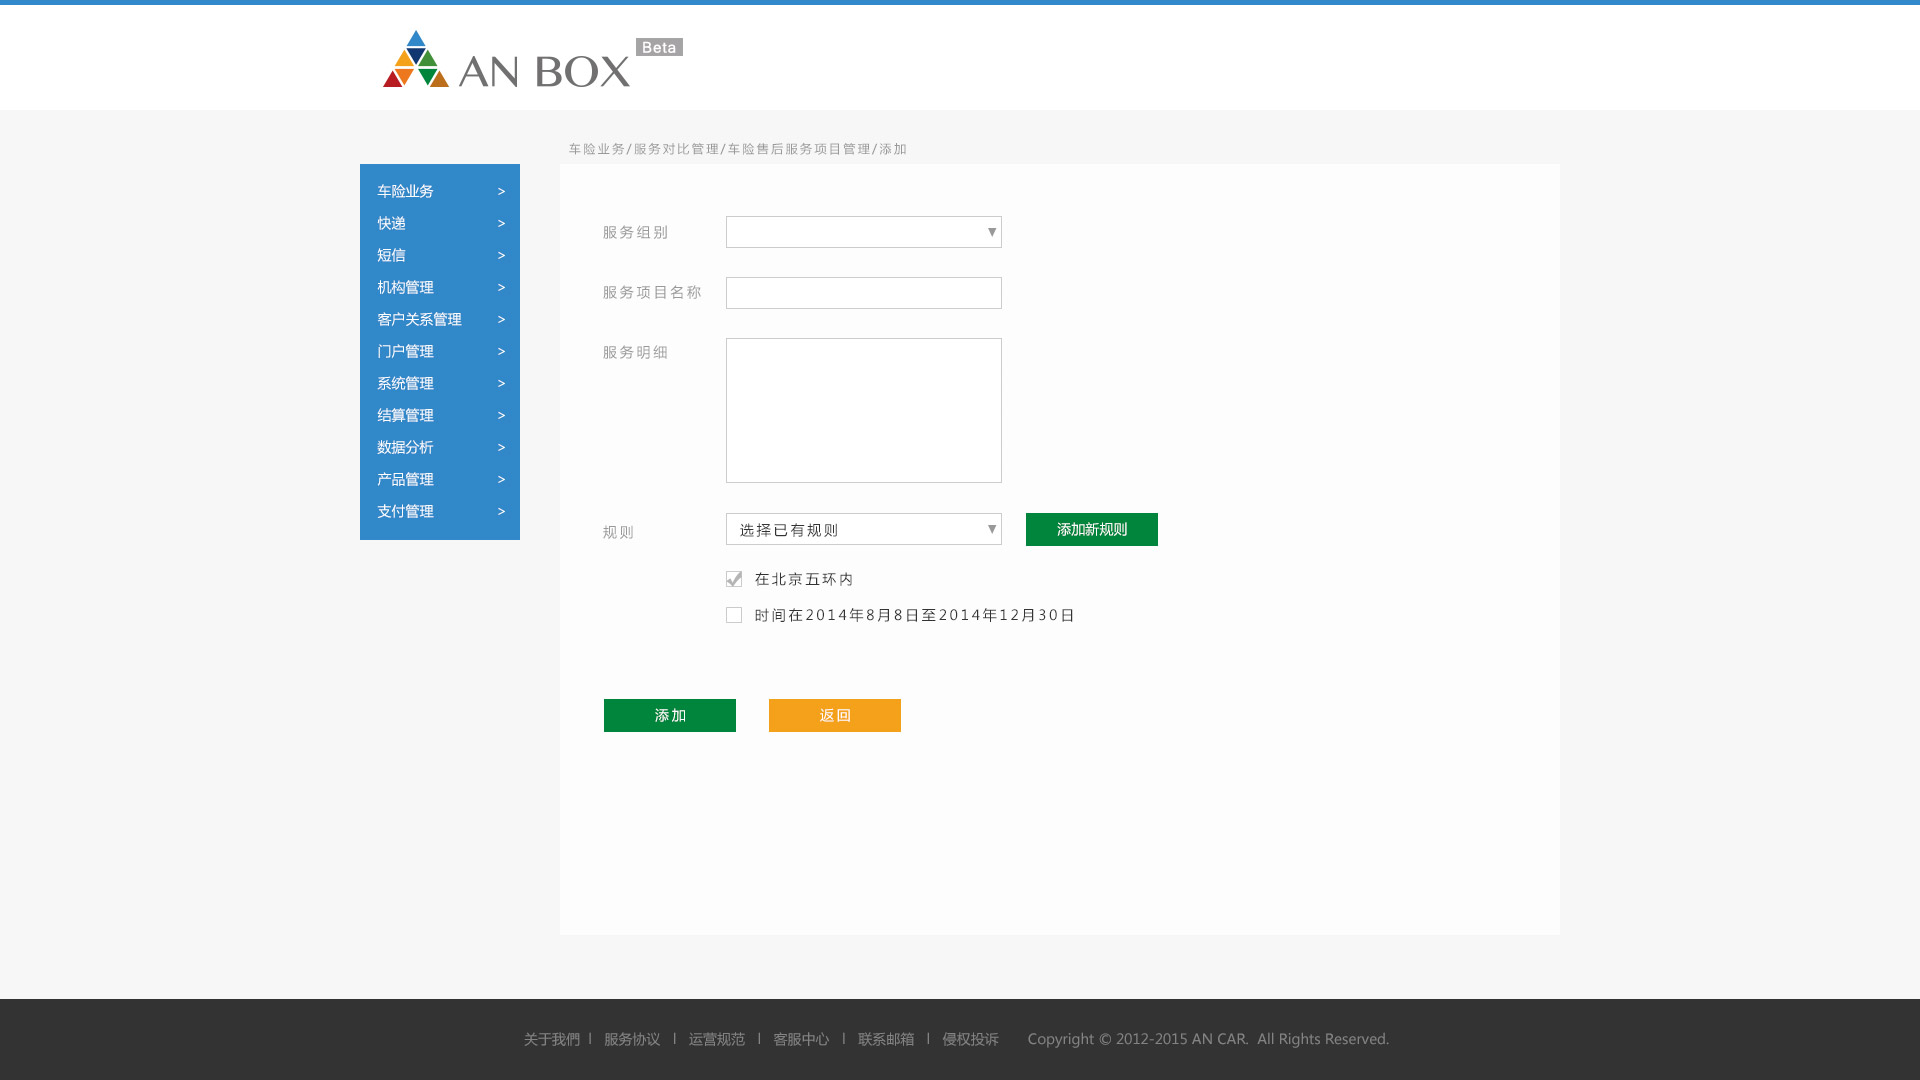 AN BOX Beta
车险业务/服务对比管理/车险售后服务项目管理/添加
车险业务 >
快递 >
短信 >
机构管理 >
客户关系管理 >
门户管理 >
系统管理 >
结算管理 >
数据分析 >
产品管理 >
支付管理 >
服务组别 ▼
服务项目名称
服务明细
规则 选择已有规则 ▼ 添加新规则
在北京五环内
时间在2014年8月8日至2014年12月30日
添加 返回
关于我們 | 服务协议 | 运营规范 | 客服中心 | 联系邮箱 | 侵权投诉 Copyright © 2012-2015 AN CAR. All Rights Reserved.